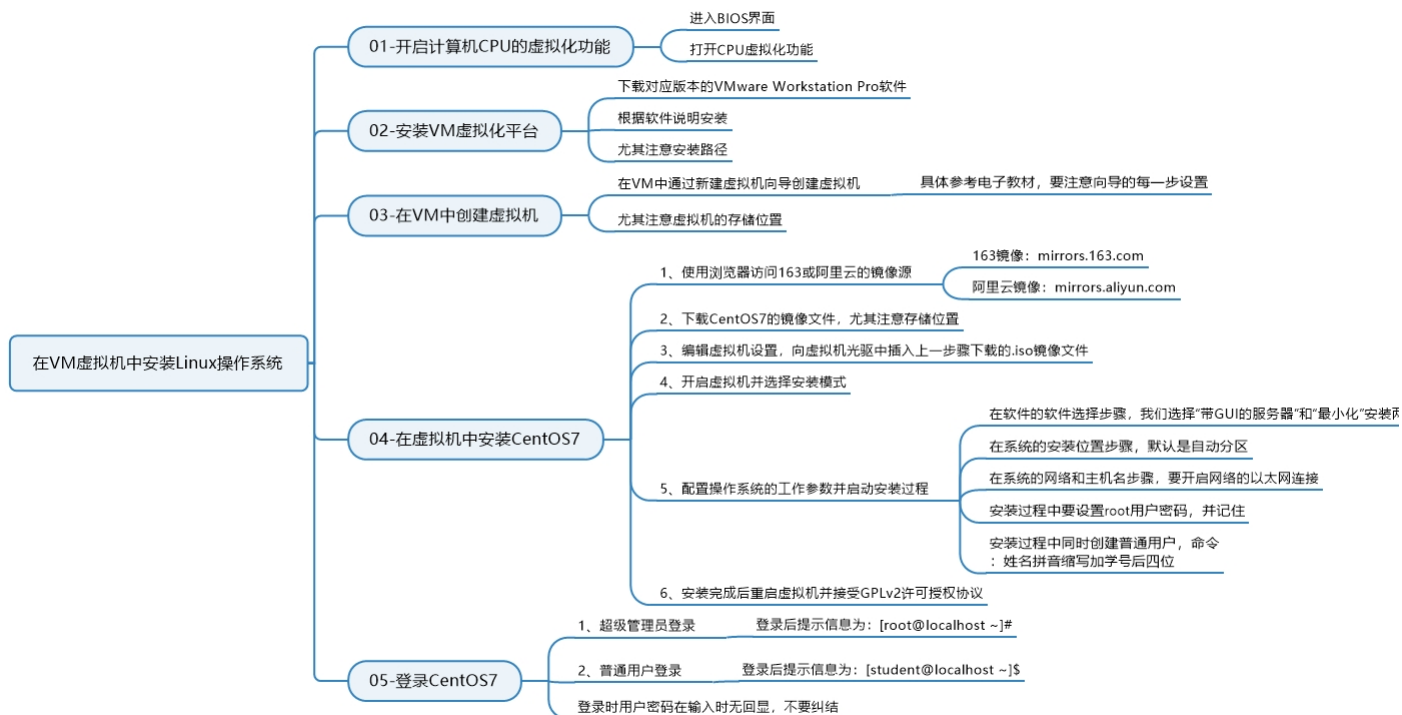 在VM虚拟机中安装Linux操作系统
01-开启计算机CPU的虚拟化功能
进入BIOS界面
打开CPU虚拟化功能
02-安装VM虚拟化平台
下载对应版本的VMware Workstation Pro软件
根据软件说明安装
尤其注意安装路径
03-在VM中创建虚拟机
在VM中通过新建虚拟机向导创建虚拟机
具体参考电子教材，要注意向导的每一步设置
尤其注意虚拟机的存储位置
04-在虚拟机中安装CentOS7
1、使用浏览器访问163或阿里云的镜像源
163镜像：mirrors.163.com
阿里云镜像：mirrors.aliyun.com
2、下载CentOS7的镜像文件，尤其注意存储位置
3、编辑虚拟机设置，向虚拟机光驱中插入上一步骤下载的.iso镜像文件
4、开启虚拟机并选择安装模式
5、配置操作系统的工作参数并启动安装过程
在软件的软件选择步骤，我们选择“带GUI的服务器”和“最小化”安装
在系统的安装位置步骤，默认是自动分区
在系统的网络和主机名步骤，要开启网络的以太网连接
安装过程中要设置root用户密码，并记住
安装过程中同时创建普通用户，命令
：姓名拼音缩写加学号后四位
6、安装完成后重启虚拟机并接受GPLv2许可授权协议
05-登录CentOS7
1、超级管理员登录
登录后提示信息为：[root@localhost ~]#
2、普通用户登录
登录后提示信息为：[student@localhost ~]$
登录时用户密码在输入时无回显，不要纠结